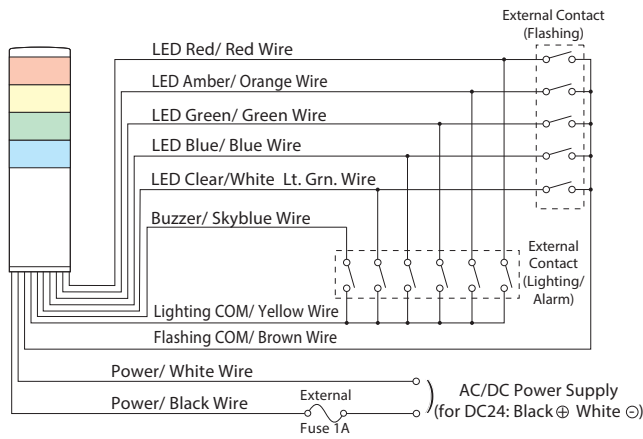 External Contact
(Flashing)
LED Red/ Red Wire
LED Amber/ Orange Wire
LED Green/ Green Wire
LED Blue/ Blue Wire
LED Clear/White Lt. Grn. Wire
Buzzer/ Skyblue Wire
External
Contact
(Lighting/
Alarm)
Lighting COM/ Yellow Wire
Flashing COM/ Brown Wire
Power/ White Wire
Power/ Black Wire
External
Fuse 1A
AC/DC Power Supply
(for DC24: Black ⊕ White ⊖)